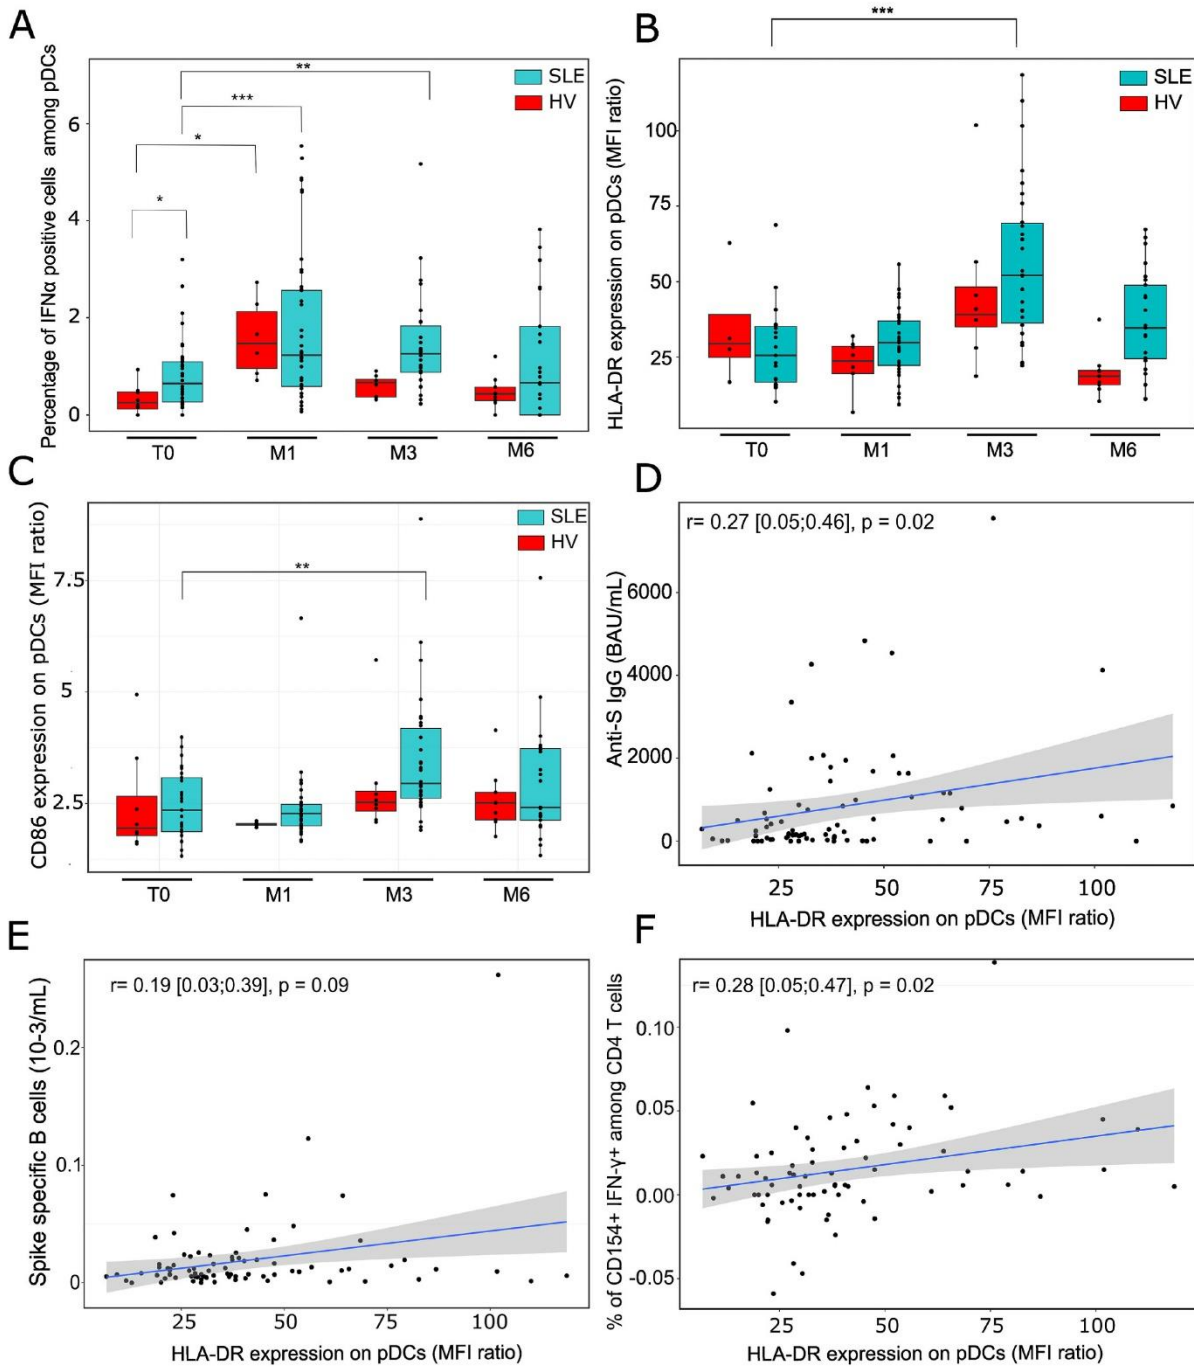 A
Percentage of IFNα positive cells among pDCs
SLE
HV
**
***
*
*
6
4
2
0
T0 M1 M3 M6
B
HLA-DR expression on pDCs (MFI ratio)
***
SLE
HV
100
75
50
25
T0 M1 M3 M6
C
CD86 expression on pDCs (MFI ratio)
SLE
HV
**
7.5
5
2.5
T0 M1 M3 M6
D
r= 0.27 [0.05;0.46], p = 0.02
Anti-S IgG (BAU/mL)
6000
4000
2000
0
25 50 75 100
HLA-DR expression on pDCs (MFI ratio)
E
r= 0.19 [0.03;0.39], p = 0.09
Spike specific B cells (10-3/mL)
0.2
0.1
0
25 50 75 100
HLA-DR expression on pDCs (MFI ratio)
F
r= 0.28 [0.05;0.47], p = 0.02
% of CD154+ IFN-γ+ among CD4 T cells
0.10
0.05
0.00
-0.05
25 50 75 100
HLA-DR expression on pDCs (MFI ratio)